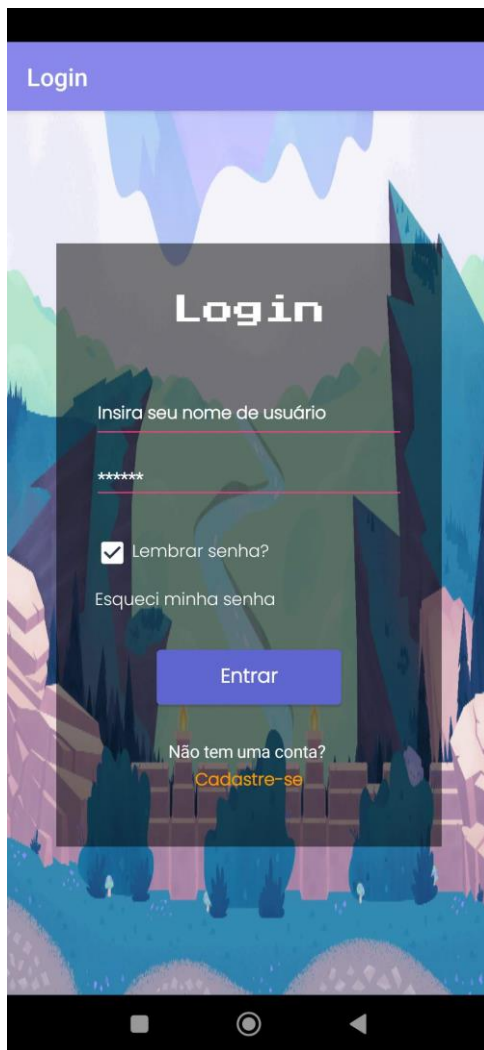 Login
Login
Insira seu nome de usuário
******
Lembrar senha?
Esqueci minha senha
Entrar
Não tem uma conta?
Cadastre-se